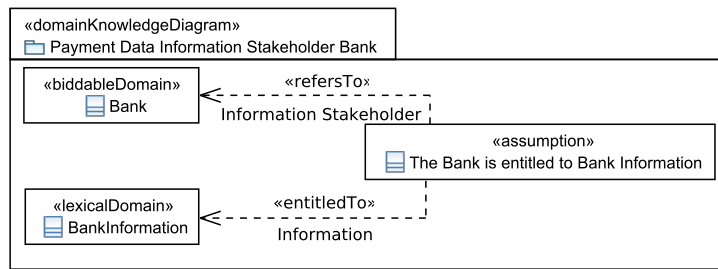 «domainKnowledgeDiagram»
Payment Data Information Stakeholder Bank
«biddableDomain»
Bank
«refersTo»
Information Stakeholder
«assumption»
The Bank is entitled to Bank Information
«lexicalDomain»
BankInformation
«entitledTo»
Information